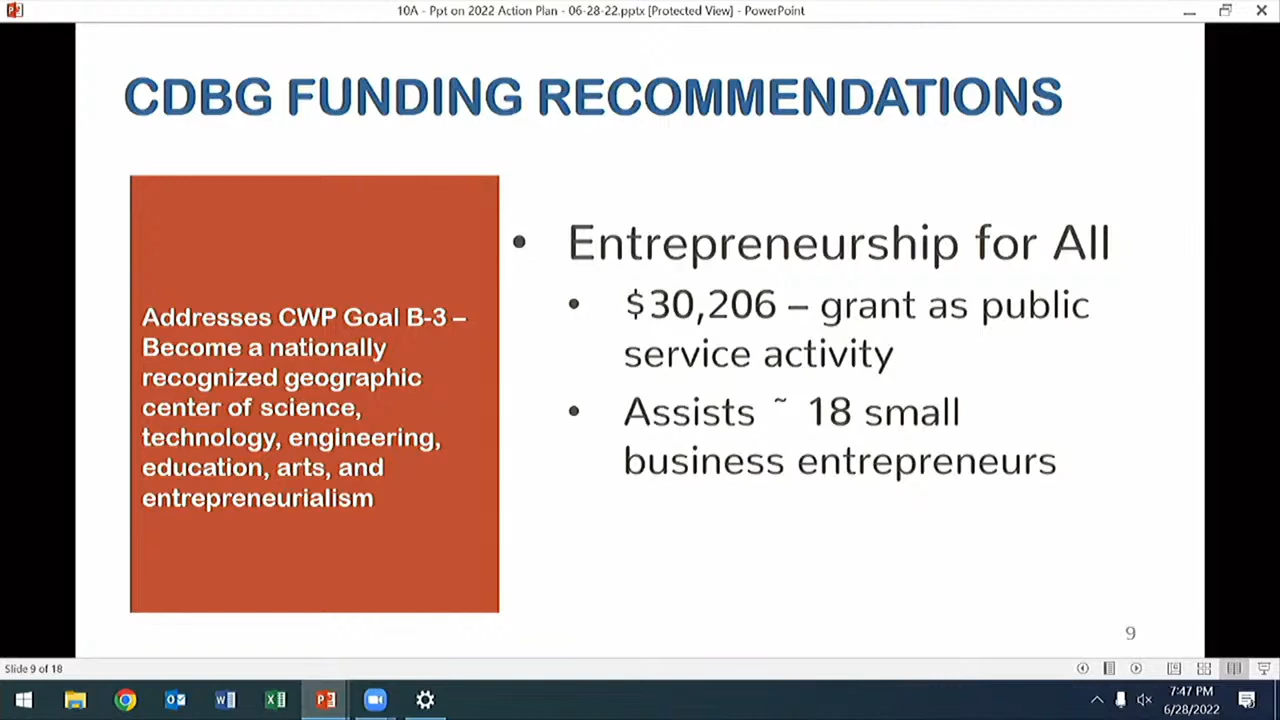 10A - Ppt on 2022 Action Plan - 06-28-22.pptx [Protected View] - PowerPoint
CDBG FUNDING RECOMMENDATIONS
Addresses CWP Goal B-3 –
Become a nationally
recognized geographic
center of science,
technology, engineering,
education, arts, and
entrepreneurialism
• Entrepreneurship for All
• $30,206 – grant as public
service activity
• Assists ~ 18 small
business entrepreneurs
9
Slide 9 of 18
7:47 PM
6/28/2022